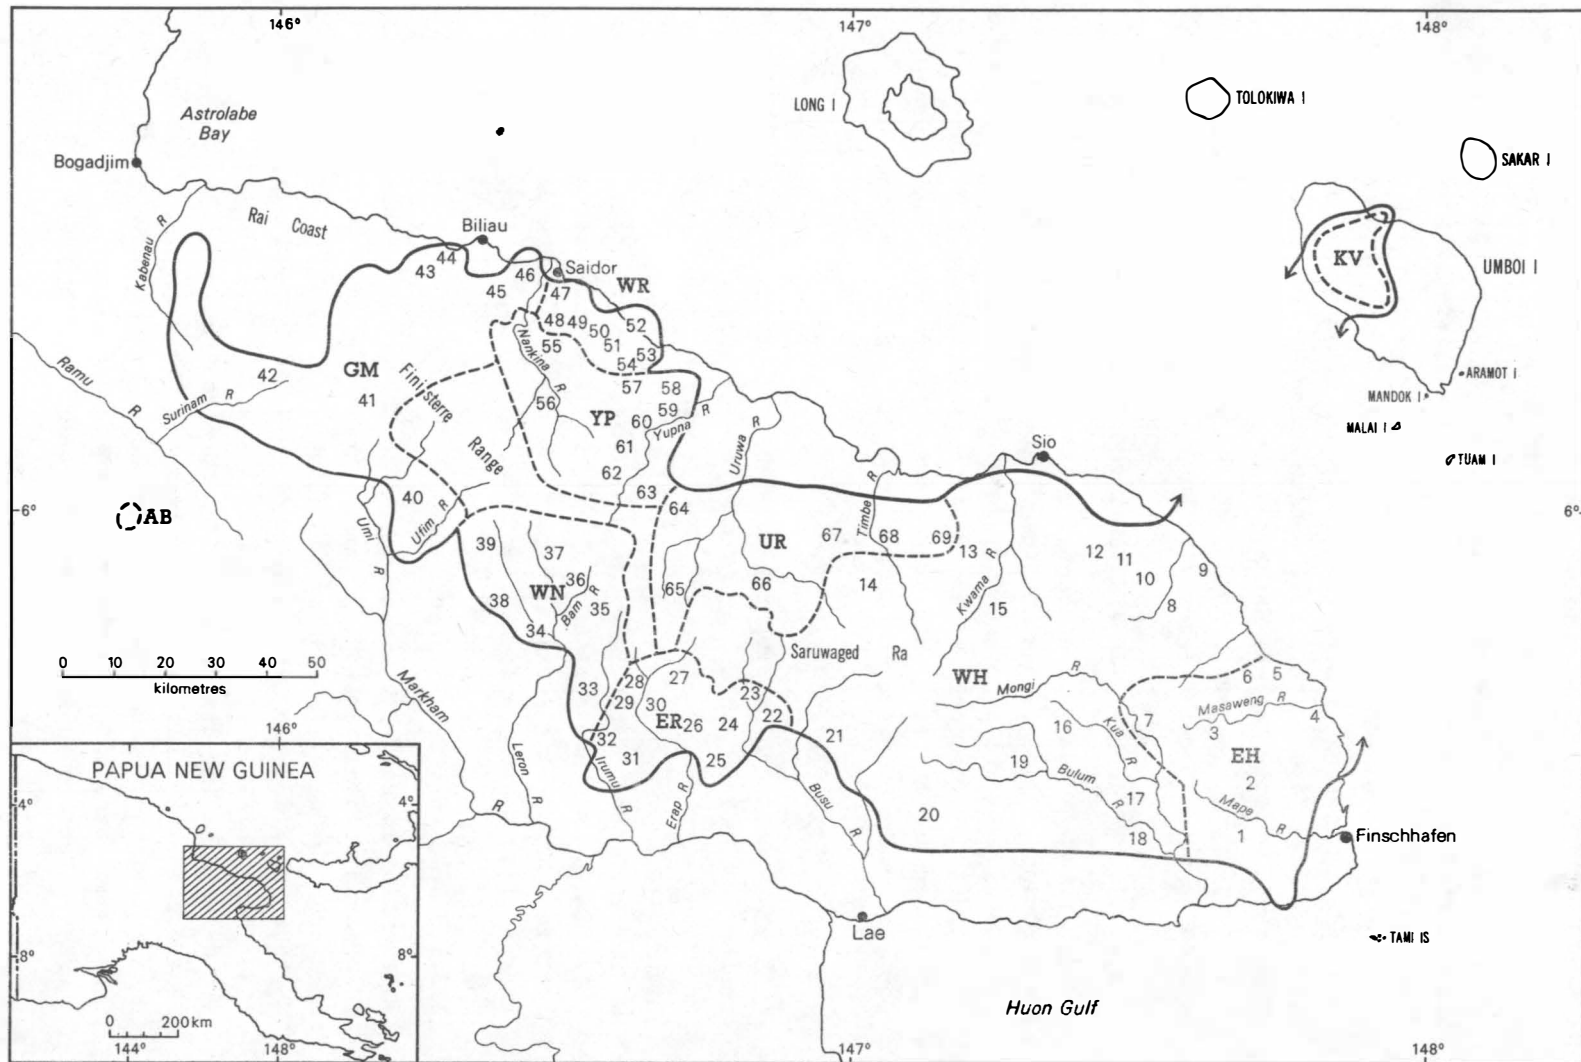 146°
147°
148°
Astrolabe
Bay
Bogadjim
LONG I
TOLOKIWA I
SAKAR I
UMBOI I
KV
ARAMOT I
MANDOK I
MALAI I
TUAM I
Rai Coast
Biliau
Saidor
WR
Kabenau R
43
44
45
46
47
48
49
50
51
52
53
54
55
56
57
58
59
60
61
62
63
64
Nankina R
YP
Yupna R
GM
42
41
40
Finisterre
Range
Ramu
R
Surinam R
Umi
R
Ufim R
AB
6°
6°
Uruwa R
Sio
Timbe R
UR
67
68
69
13
12
11
10
9
8
14
15
Kwama R
66
65
39
37
WN
36
Bam R
38
35
34
33
Saruwaged Ra
WH
Mongi R
28
27
29
30
ER
26
24
23
22
21
32
31
25
16
Kua R
7
6
5
Masaweng R
4
3
EH
2
Mape R
1
19
Bulum R
17
18
20
Markham
R
Leron R
Irumu R
Erap R
Busu R
Finschhafen
Lae
TAMI IS
Huon Gulf
0 10 20 30 40 50
kilometres
146°
PAPUA NEW GUINEA
4°
4°
8°
8°
0 200 km
144°
148°
147°
148°